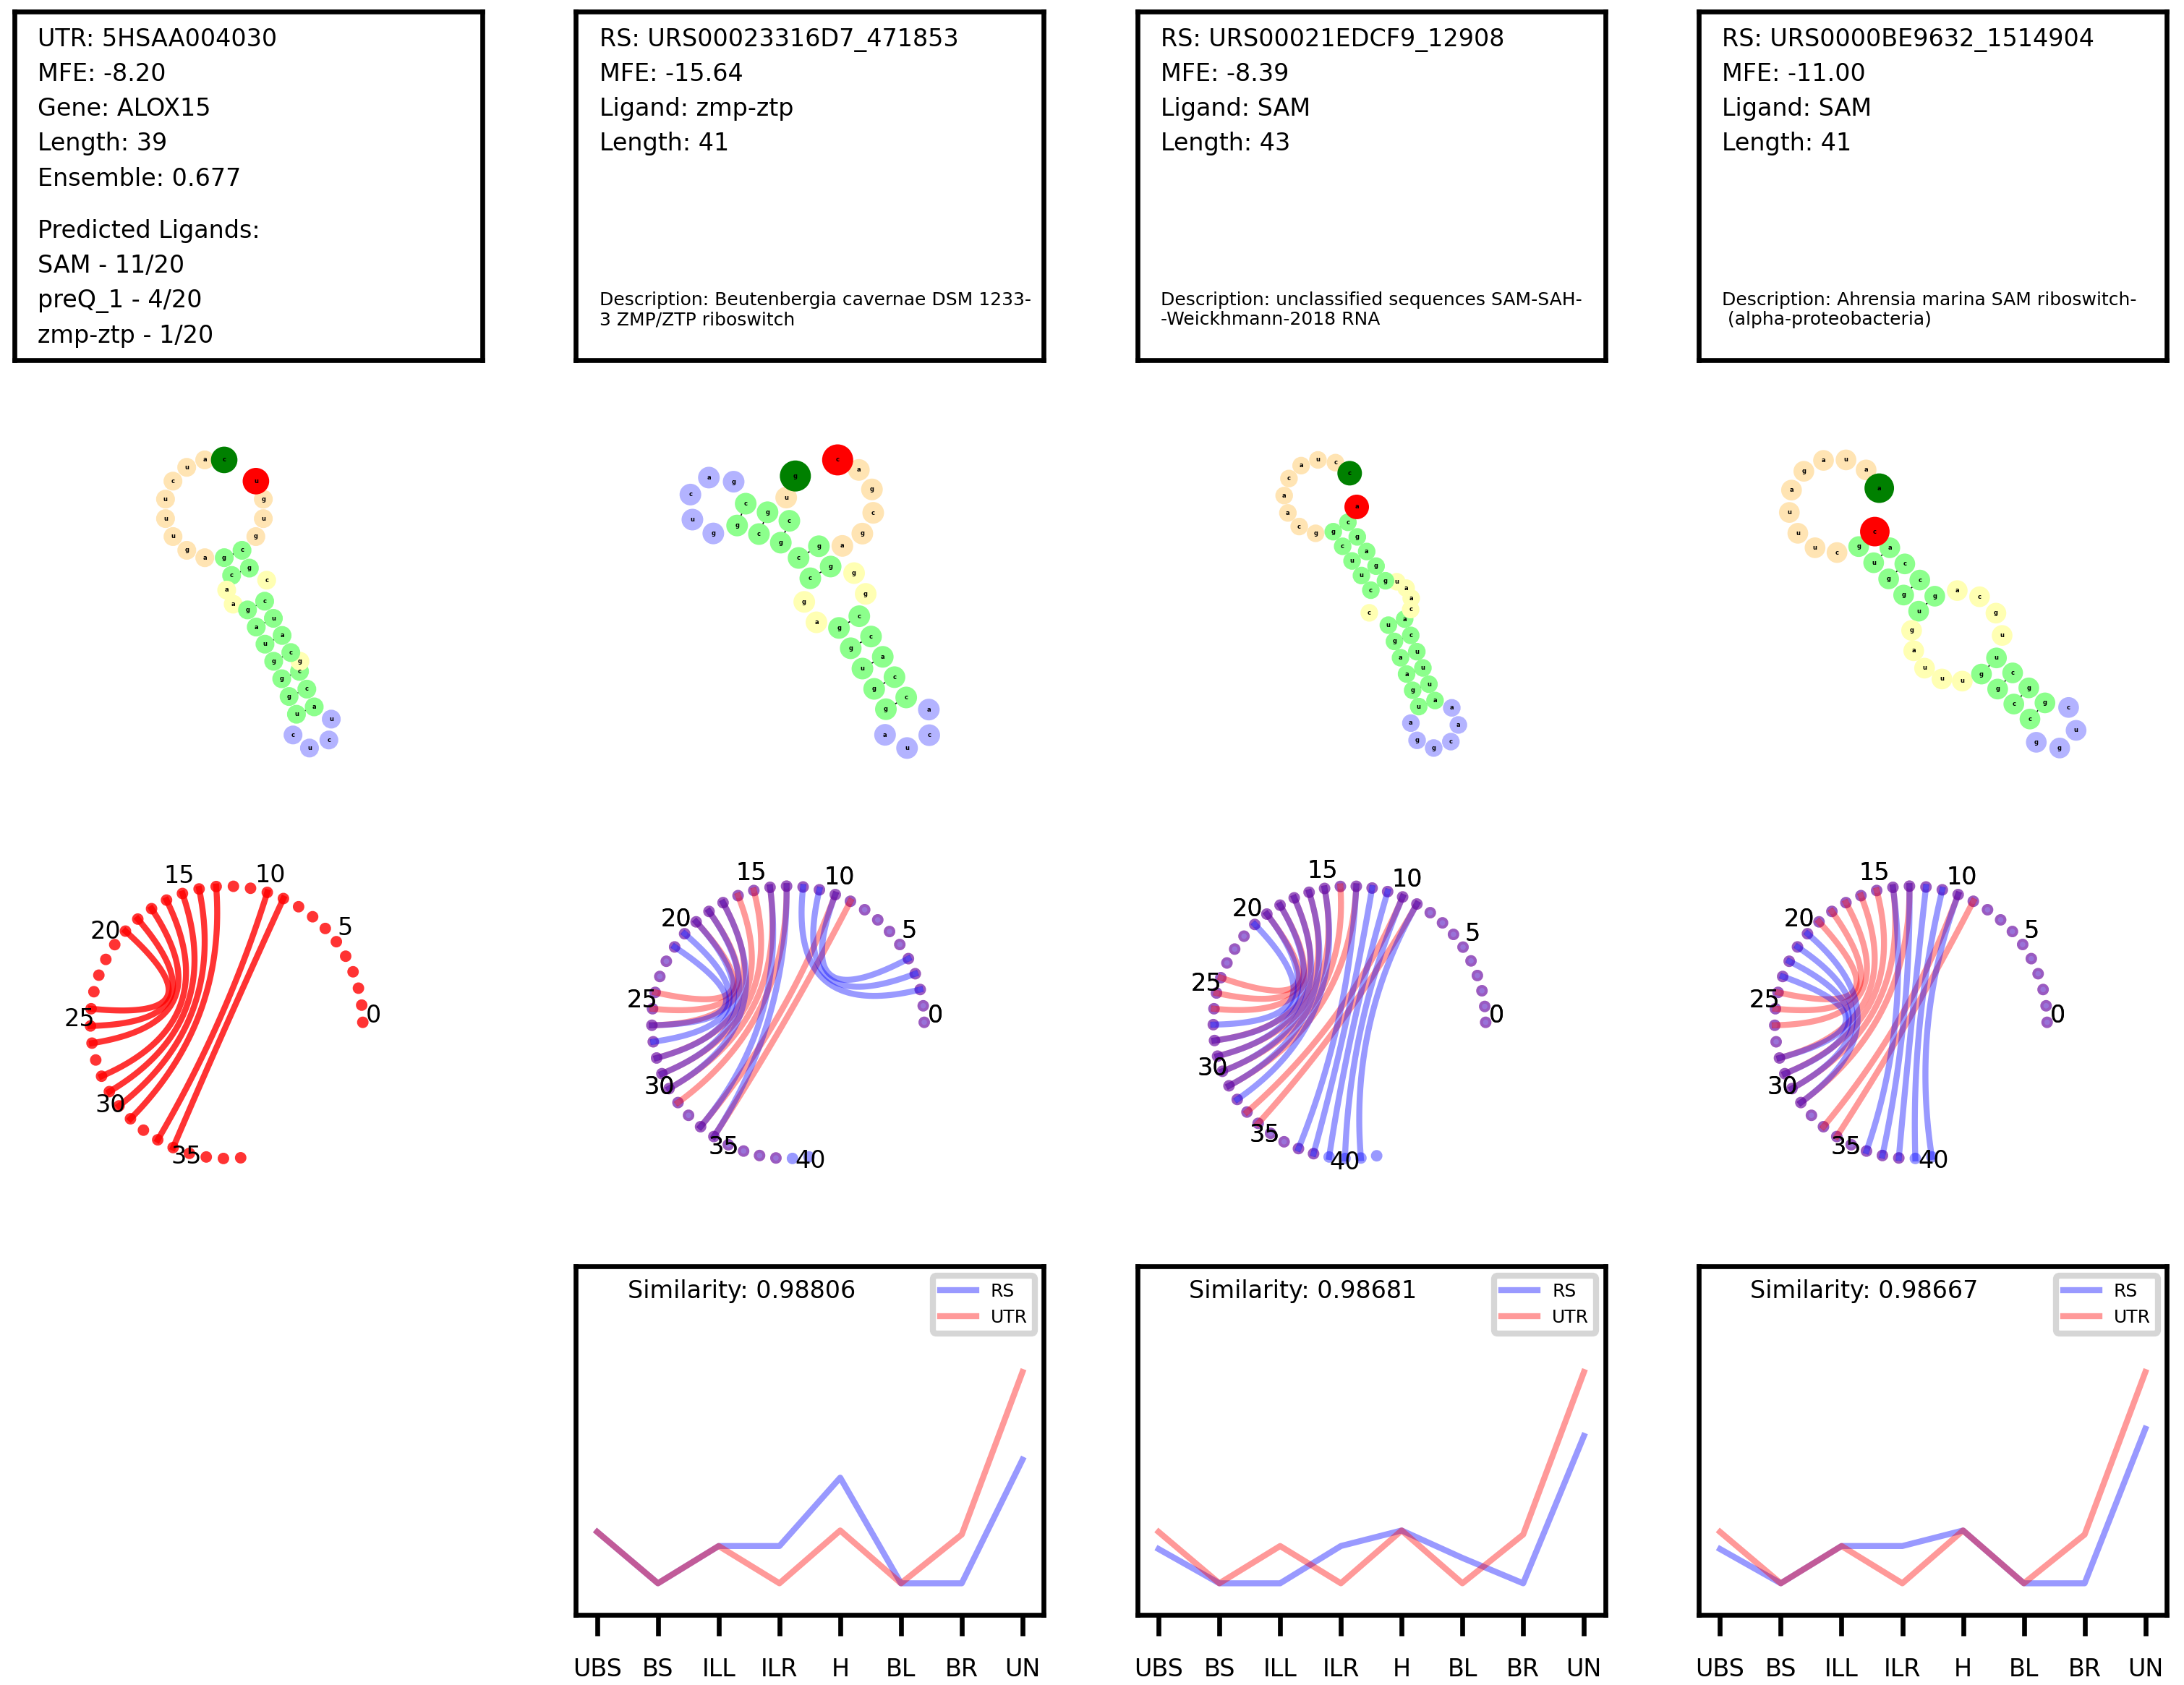 UTR: 5HSAA004030
MFE: -8.20
Gene: ALOX15
Length: 39
Ensemble: 0.677
Predicted Ligands:
SAM - 11/20
preQ_1 - 4/20
zmp-ztp - 1/20
RS: URS00023316D7_471853
MFE: -15.64
Ligand: zmp-ztp
Length: 41
Description: Beutenbergia cavernae DSM 1233-
3 ZMP/ZTP riboswitch
RS: URS00021EDCF9_12908
MFE: -8.39
Ligand: SAM
Length: 43
Description: unclassified sequences SAM-SAH-
-Weickhmann-2018 RNA
RS: URS0000BE9632_1514904
MFE: -11.00
Ligand: SAM
Length: 41
Description: Ahrensia marina SAM riboswitch-
(alpha-proteobacteria)
0
5
10
15
20
25
30
35
0
5
10
15
20
25
30
35
40
0
5
10
15
20
25
30
35
40
0
5
10
15
20
25
30
35
40
Similarity: 0.98806
RS
UTR
UBS BS ILL ILR H BL BR UN
Similarity: 0.98681
RS
UTR
UBS BS ILL ILR H BL BR UN
Similarity: 0.98667
RS
UTR
UBS BS ILL ILR H BL BR UN